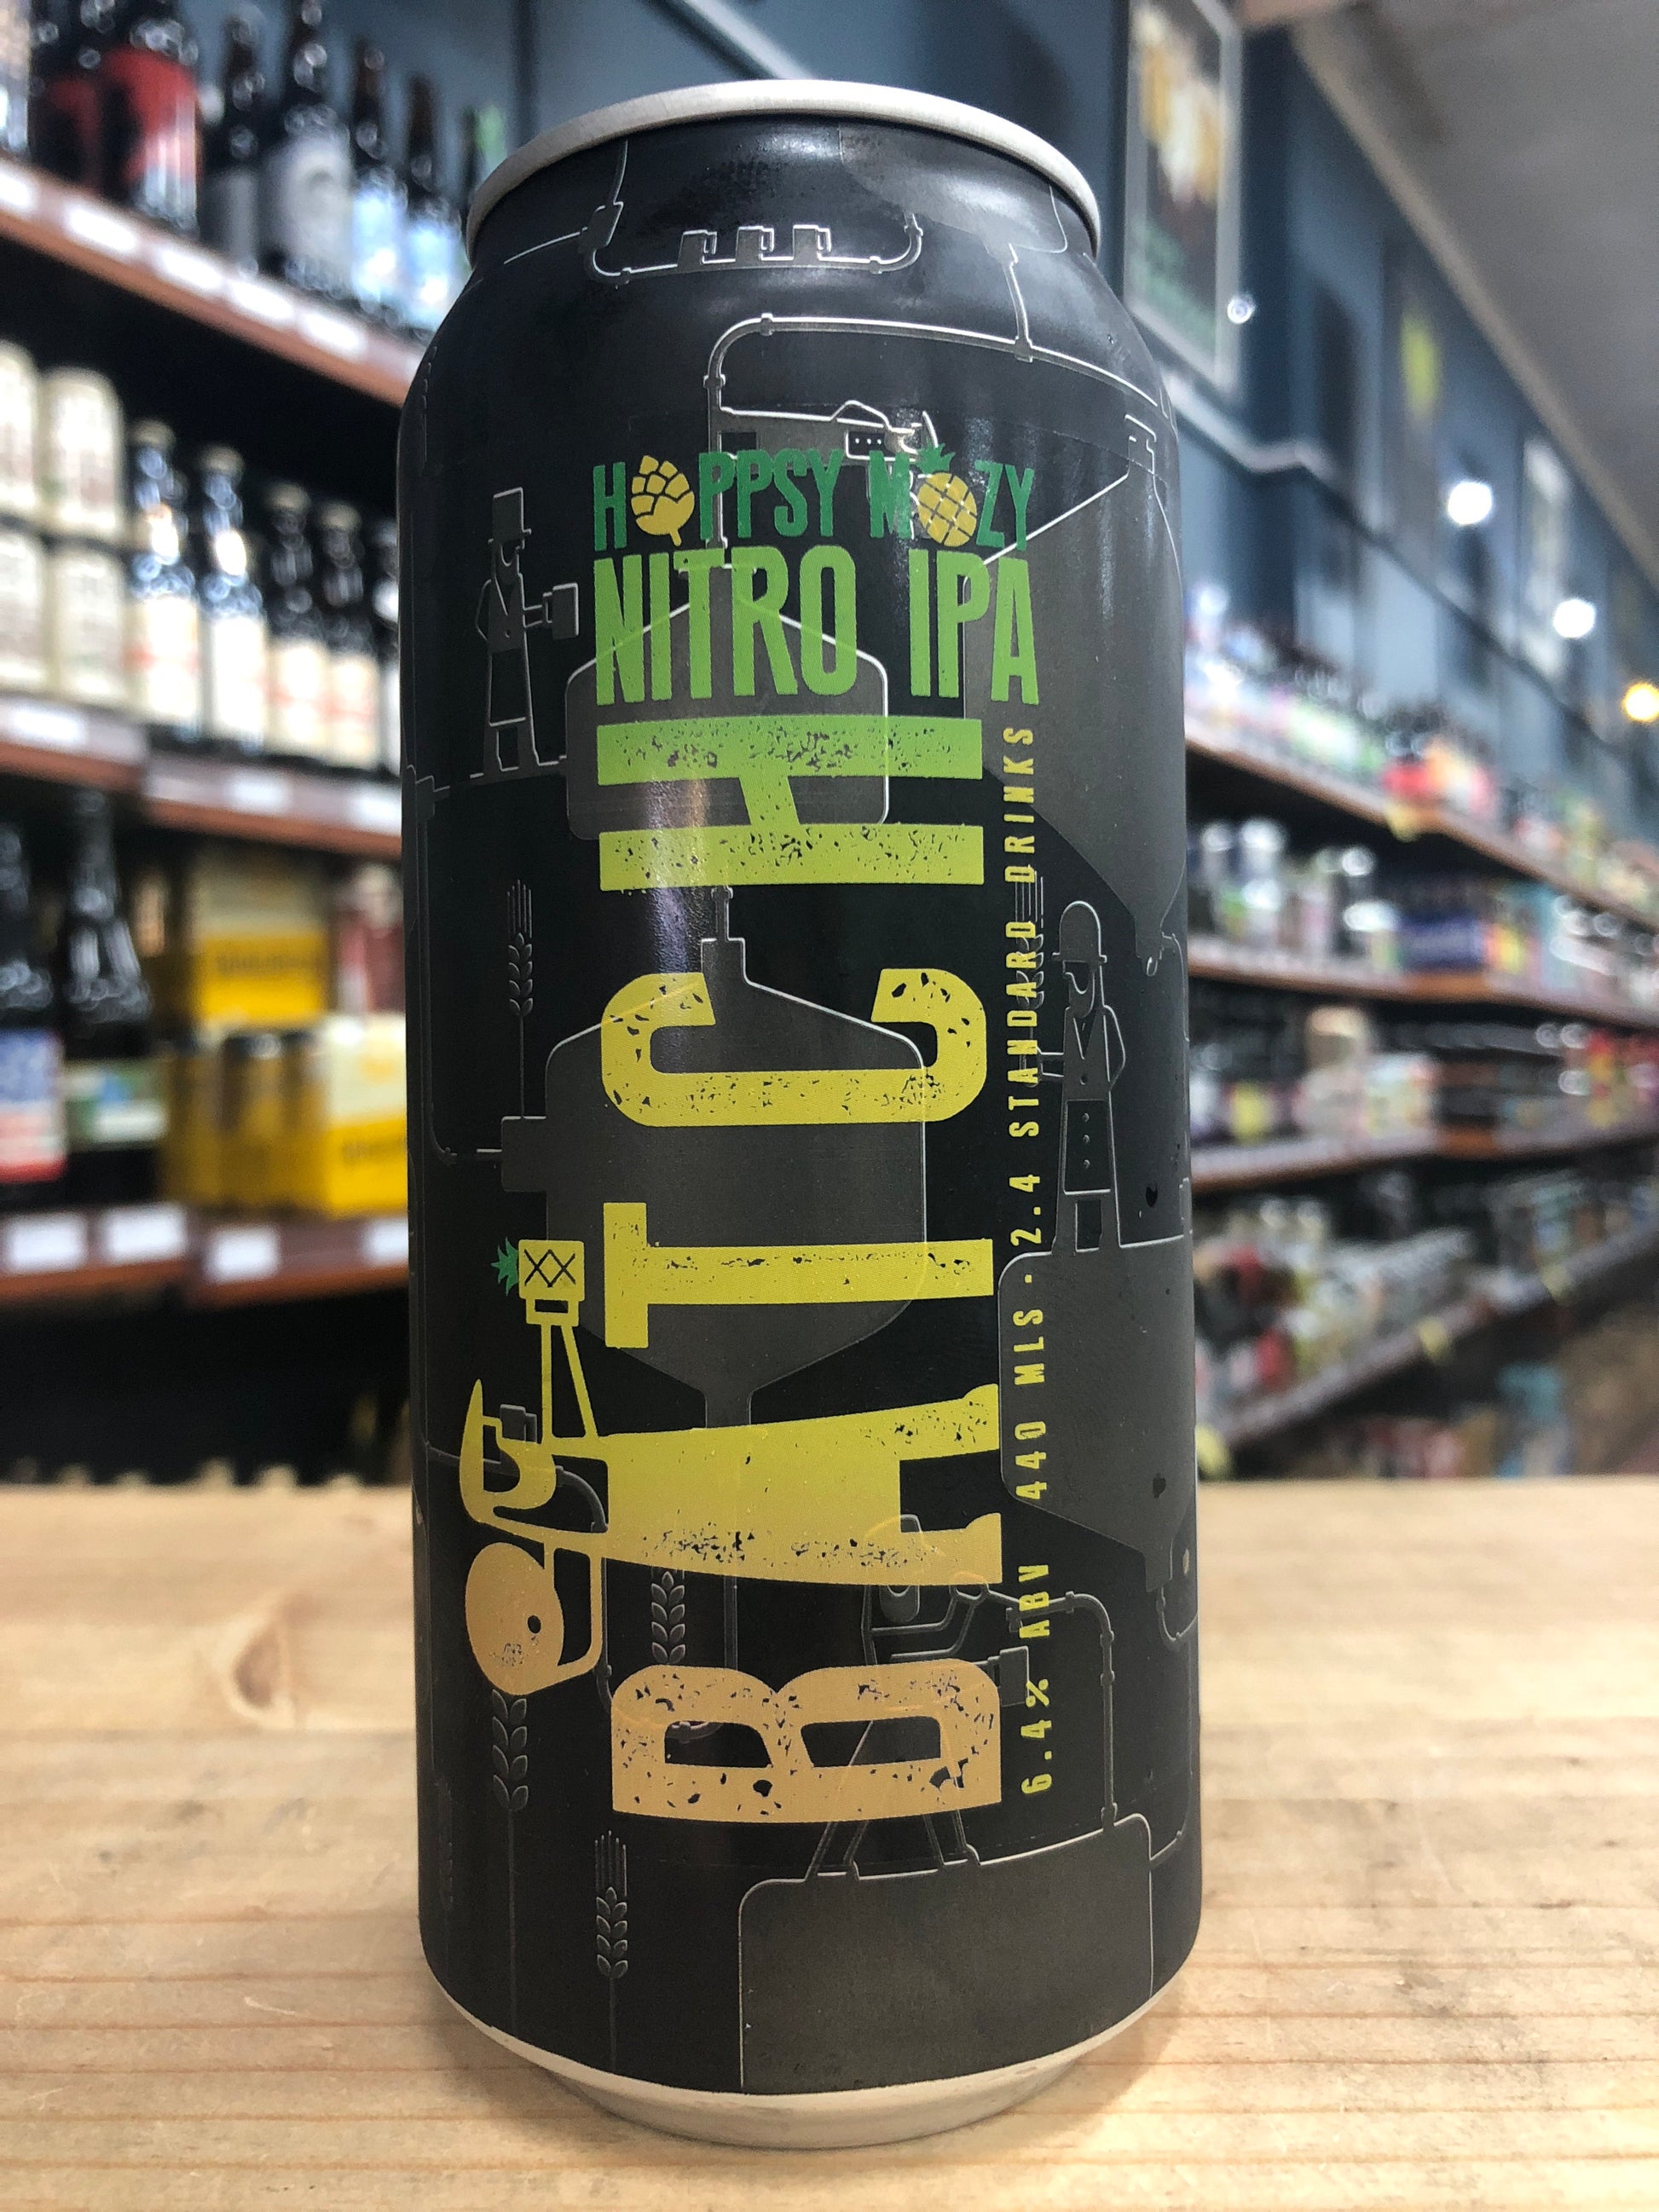 HOPPSY MOZY
NITRO IPA
BATCH
6.4% ABV 440 MLS · 2.4 STANDARD DRINKS